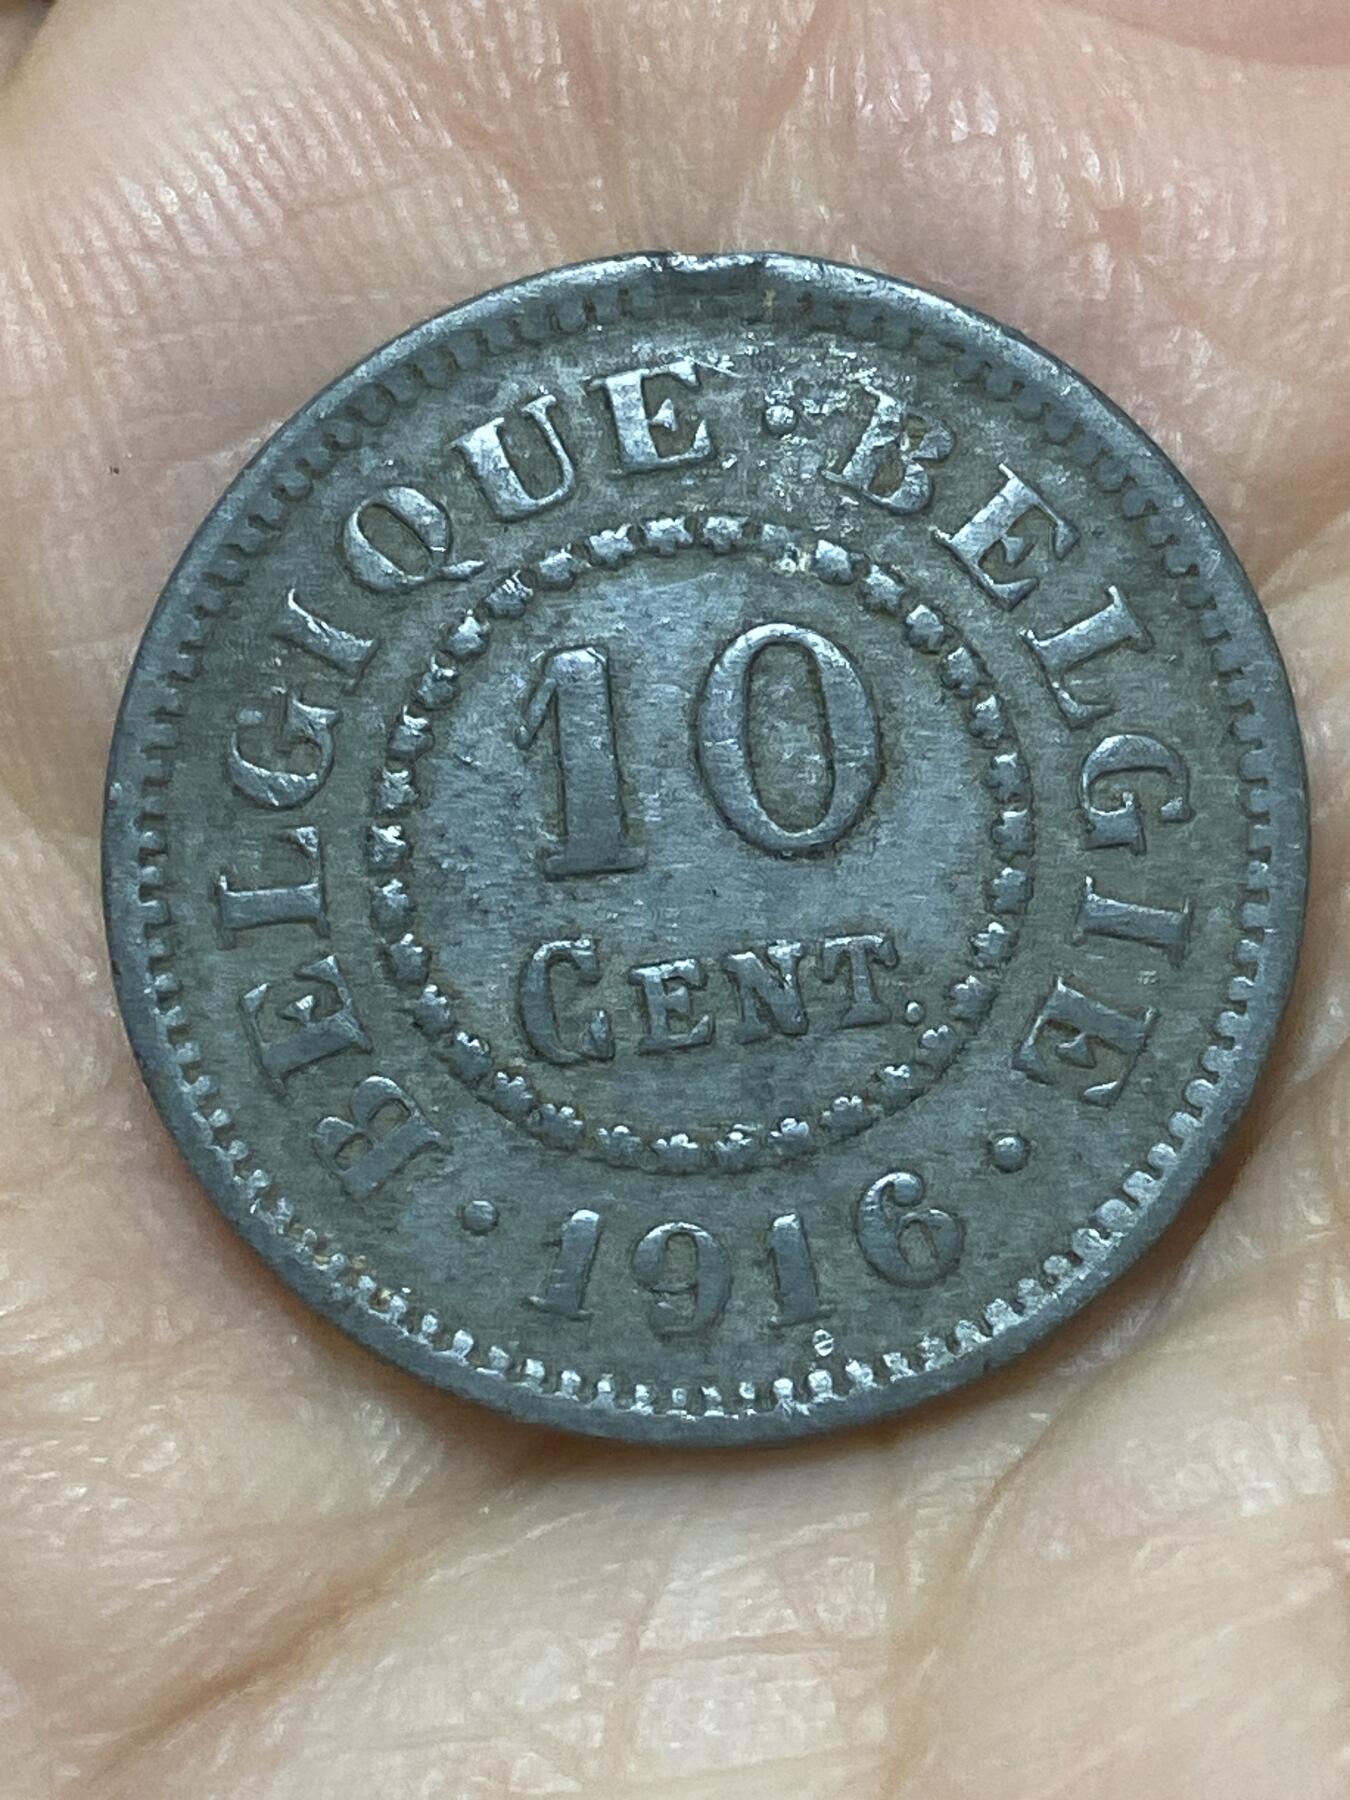 BELGIQUE · BELGIE
10
CENT.
· 1916 ·